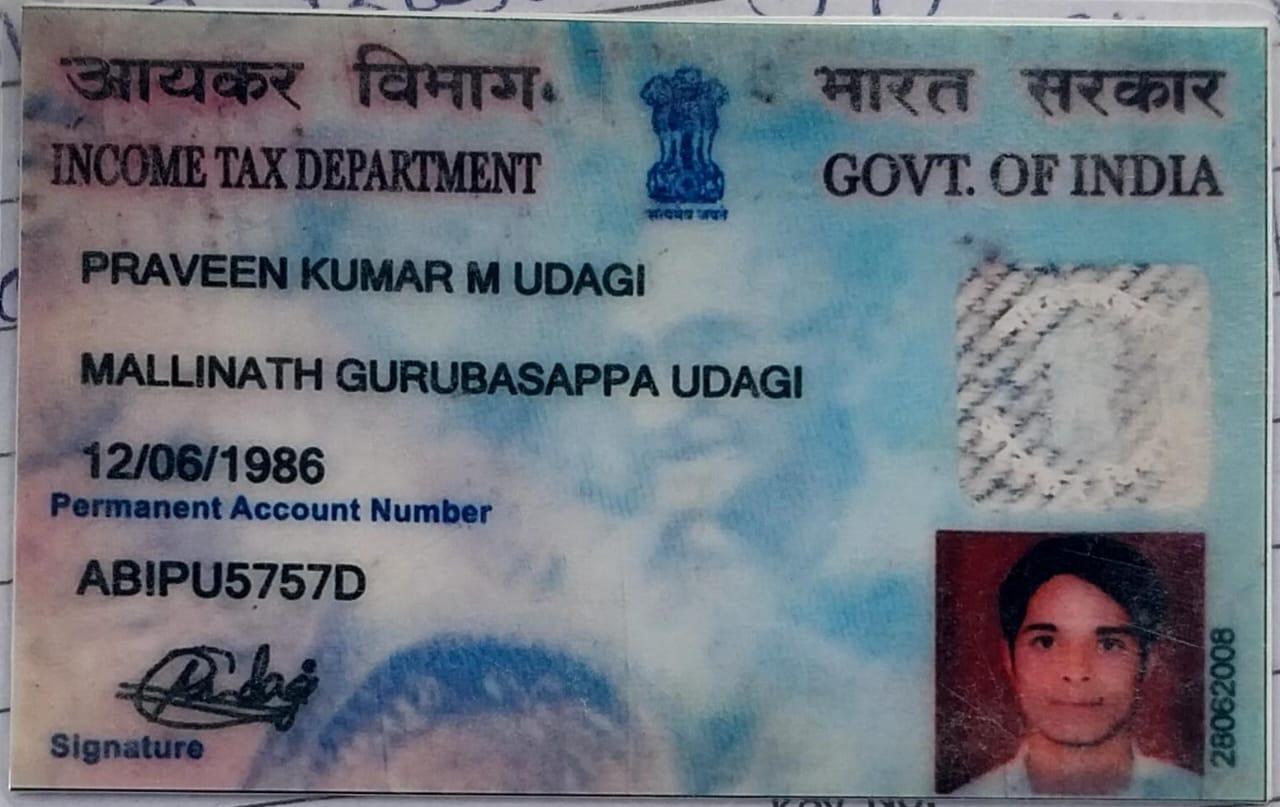 आयकर विभाग
भारत सरकार
INCOME TAX DEPARTMENT
GOVT. OF INDIA
सत्यमेव जयते
PRAVEEN KUMAR M UDAGI
MALLINATH GURUBASAPPA UDAGI
12/06/1986
Permanent Account Number
ABIPU5757D
Signature
28062008